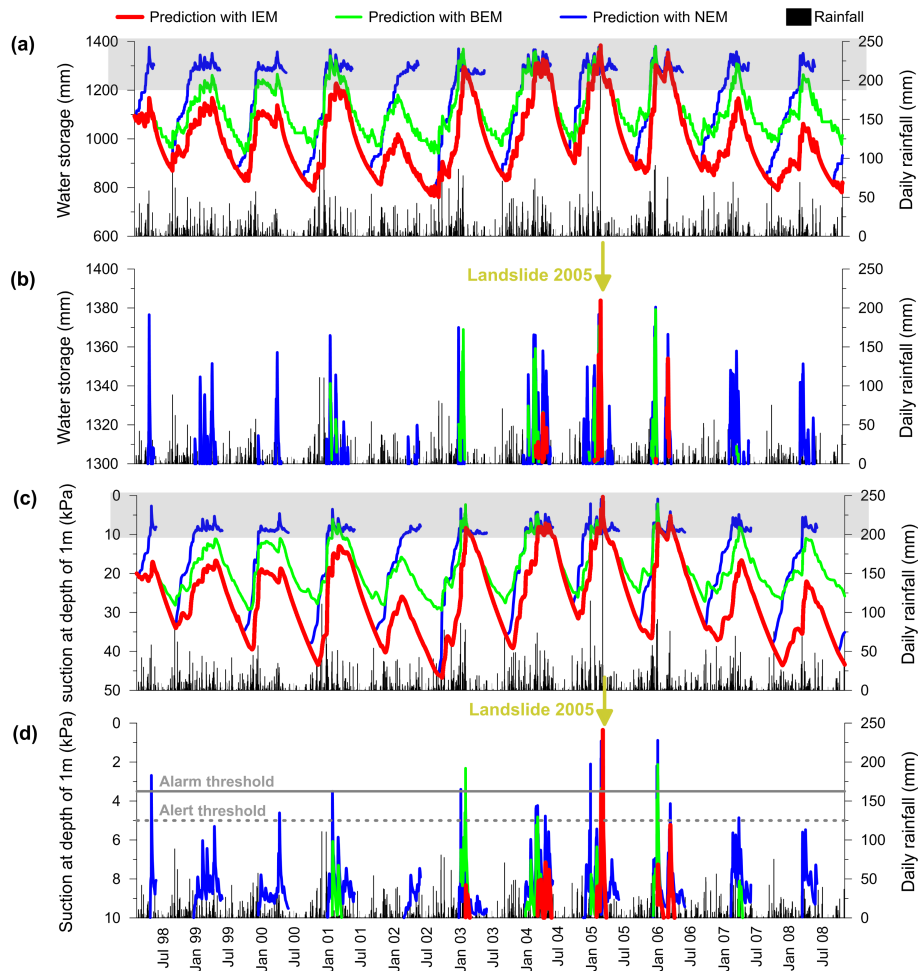 Prediction with IEM Prediction with BEM Prediction with NEM Rainfall
(a)
Water storage (mm)
1400
1200
1000
800
600
250
200
150
100
50
0
Daily rainfall (mm)
(b)
Water storage (mm)
1400
1380
1360
1340
1320
1300
Landslide 2005
250
200
150
100
50
0
Daily rainfall (mm)
(c)
suction at depth of 1m (kPa)
0
10
20
30
40
50
250
200
150
100
50
0
Daily rainfall (mm)
Landslide 2005
(d)
Suction at depth of 1m (kPa)
0
2
4
6
8
10
Alarm threshold
Alert threshold
250
200
150
100
50
0
Daily rainfall (mm)
Jul 98
Jan 99
Jul 99
Jan 00
Jul 00
Jan 01
Jul 01
Jan 02
Jul 02
Jan 03
Jul 03
Jan 04
Jul 04
Jan 05
Jul 05
Jan 06
Jul 06
Jan 07
Jul 07
Jan 08
Jul 08